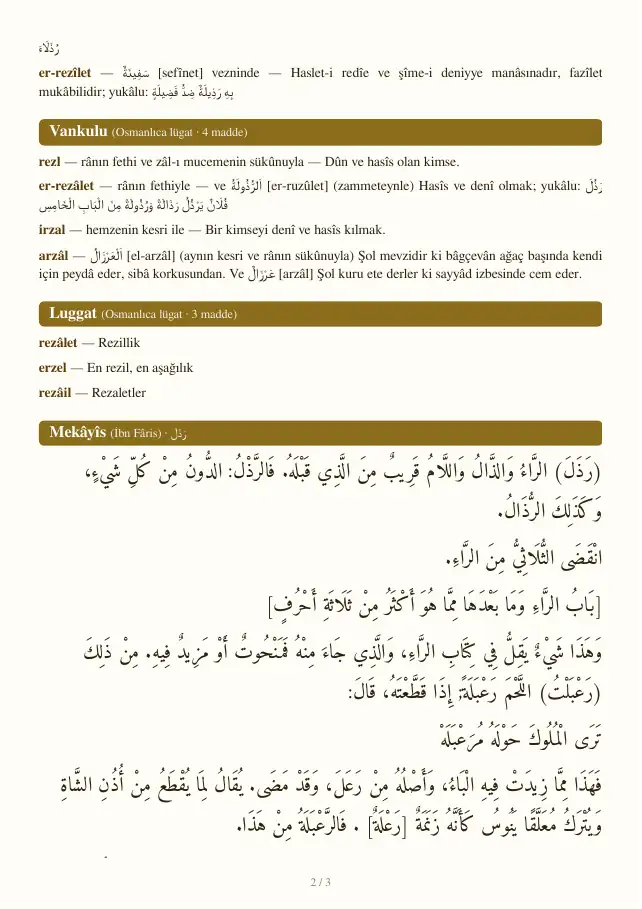 رُذَلَاءَ
er-rezîlet — سَفِينَةٌ [sefînet] vezninde — Haslet-i redîe ve şîme-i deniyye manâsınadır, fazîlet
mukâbilidir; yukâlu: بِهِ رَذِيلَةٌ ضِدُّ فَضِيلَةٍ
Vankulu (Osmanlıca lügat · 4 madde)
rezl — rânın fethi ve zâl-ı mucemenin sükûnuyla — Dûn ve hasîs olan kimse.
er-rezâlet — rânın fethiyle — ve اَلرُّذُولَةُ [er-ruzûlet] (zammeteynle) Hasîs ve denî olmak; yukâlu: رَذُلَ
فُلَانٌ يَرْذُلُ رَذَالَةً وَرُذُولَةً مِنَ الْبَابِ الْخَامِسِ
irzal — hemzenin kesri ile — Bir kimseyi denî ve hasîs kılmak.
arzâl — اَلْعَرْزَالُ [el-arzâl] (aynın kesri ve rânın sükûnuyla) Şol mevzidir ki bâgçevân ağaç başında kendi
için peydâ eder, sibâ korkusundan. Ve عَرْزَالٌ [arzâl] Şol kuru ete derler ki sayyâd izbesinde cem eder.
Luggat (Osmanlıca lügat · 3 madde)
rezâlet — Rezillik
erzel — En rezil, en aşağılık
rezâil — Rezaletler
Mekâyîs (İbn Fâris) · رَذَلَ
(رَذَلَ) الرَّاءُ وَالذَّالُ وَاللَّامُ قَرِيبٌ مِنَ الَّذِي قَبْلَهُ. فَالرَّذْلُ: الدُّونُ مِنْ كُلِّ شَيْءٍ،
وَكَذَلِكَ الرُّذَالُ.
انْقَضَى الثُّلَاثِيُّ مِنَ الرَّاءِ.
[بَابُ الرَّاءِ وَمَا بَعْدَهَا مِمَّا هُوَ أَكْثَرُ مِنْ ثَلَاثَةِ أَحْرُفٍ]
وَهَذَا شَيْءٌ يَقِلُّ فِي كِتَابِ الرَّاءِ، وَالَّذِي جَاءَ مِنْهُ فَمَنْحُوتٌ أَوْ مَزِيدٌ فِيهِ. مِنْ ذَلِكَ
(رَعْبَلْتُ) اللَّحْمَ رَعْبَلَةً; إِذَا قَطَّعْتَهُ، قَالَ:
تَرَى الْمُلُوكَ حَوْلَهُ مُرَعْبَلَهْ
فَهَذَا مِمَّا زِيدَتْ فِيهِ الْبَاءُ، وَأَصْلُهُ مِنْ رَعَلَ، وَقَدْ مَضَى. يُقَالُ لِمَا يُقْطَعُ مِنْ أُذُنِ الشَّاةِ
وَيُتْرَكُ مُعَلَّقًا يَنُوسُ كَأَنَّهُ زَنَمَةٌ [رَعْلَةٌ] . فَالرَّعْبَلَةُ مِنْ هَذَا.
2 / 3